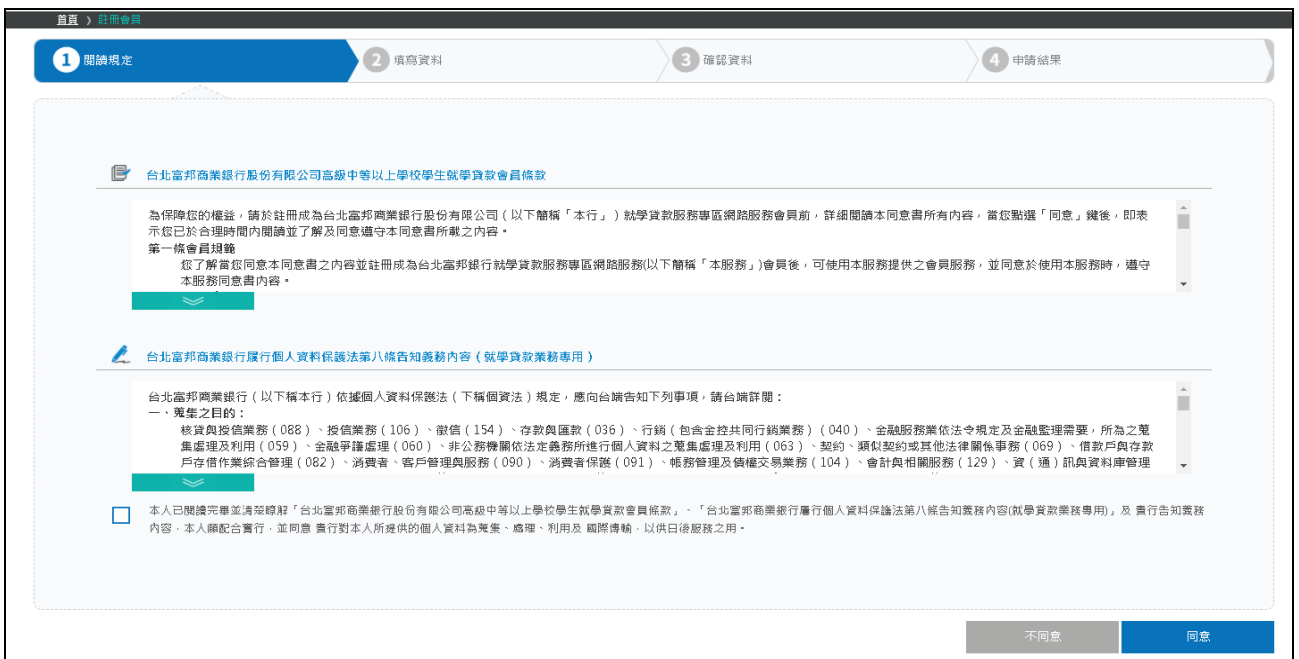 首頁 〉 註冊會員
1 閱讀規定
2 填寫資料
3 確認資料
4 申請結果
台北富邦商業銀行股份有限公司高級中等以上學校學生就學貸款會員條款
為保障您的權益，請於註冊成為台北富邦商業銀行股份有限公司（以下簡稱「本行」）就學貸款服務專區網路服務會員前，詳細閱讀本同意書所有內容，當您點選「同意」鍵後，即表
示您已於合理時間內閱讀並了解及同意遵守本同意書所載之內容。
第一條會員規範
您了解當您同意本同意書之內容並註冊成為台北富邦銀行就學貸款服務專區網路服務(以下簡稱「本服務」)會員後，可使用本服務提供之會員服務，並同意於使用本服務時，遵守
本服務同意書內容。
台北富邦商業銀行履行個人資料保護法第八條告知義務內容（就學貸款業務專用）
台北富邦商業銀行（以下稱本行）依據個人資料保護法（下稱個資法）規定，應向台端告知下列事項，請台端詳閱：
一、蒐集之目的：
核貸與授信業務（088）、授信業務（106）、徵信（154）、存款與匯款（036）、行銷（包含金控共同行銷業務）（040）、金融服務業依法令規定及金融監理需要，所為之蒐
集處理及利用（059）、金融爭議處理（060）、非公務機關依法定義務所進行個人資料之蒐集處理及利用（063）、契約、類似契約或其他法律關係事務（069）、借款戶與存款
戶存借作業綜合管理（082）、消費者、客戶管理與服務（090）、消費者保護（091）、帳務管理及債權交易業務（104）、會計與相關服務（129）、資（通）訊與資料庫管理
本人已閱讀完畢並清楚瞭解「台北富邦商業銀行股份有限公司高級中等以上學校學生就學貸款會員條款」、「台北富邦商業銀行履行個人資料保護法第八條告知義務內容(就學貸款業務專用)」及 貴行告知義務
內容，本人願配合實行，並同意 貴行對本人所提供的個人資料為蒐集、處理、利用及 國際傳輸，以供日後服務之用。
不同意
同意